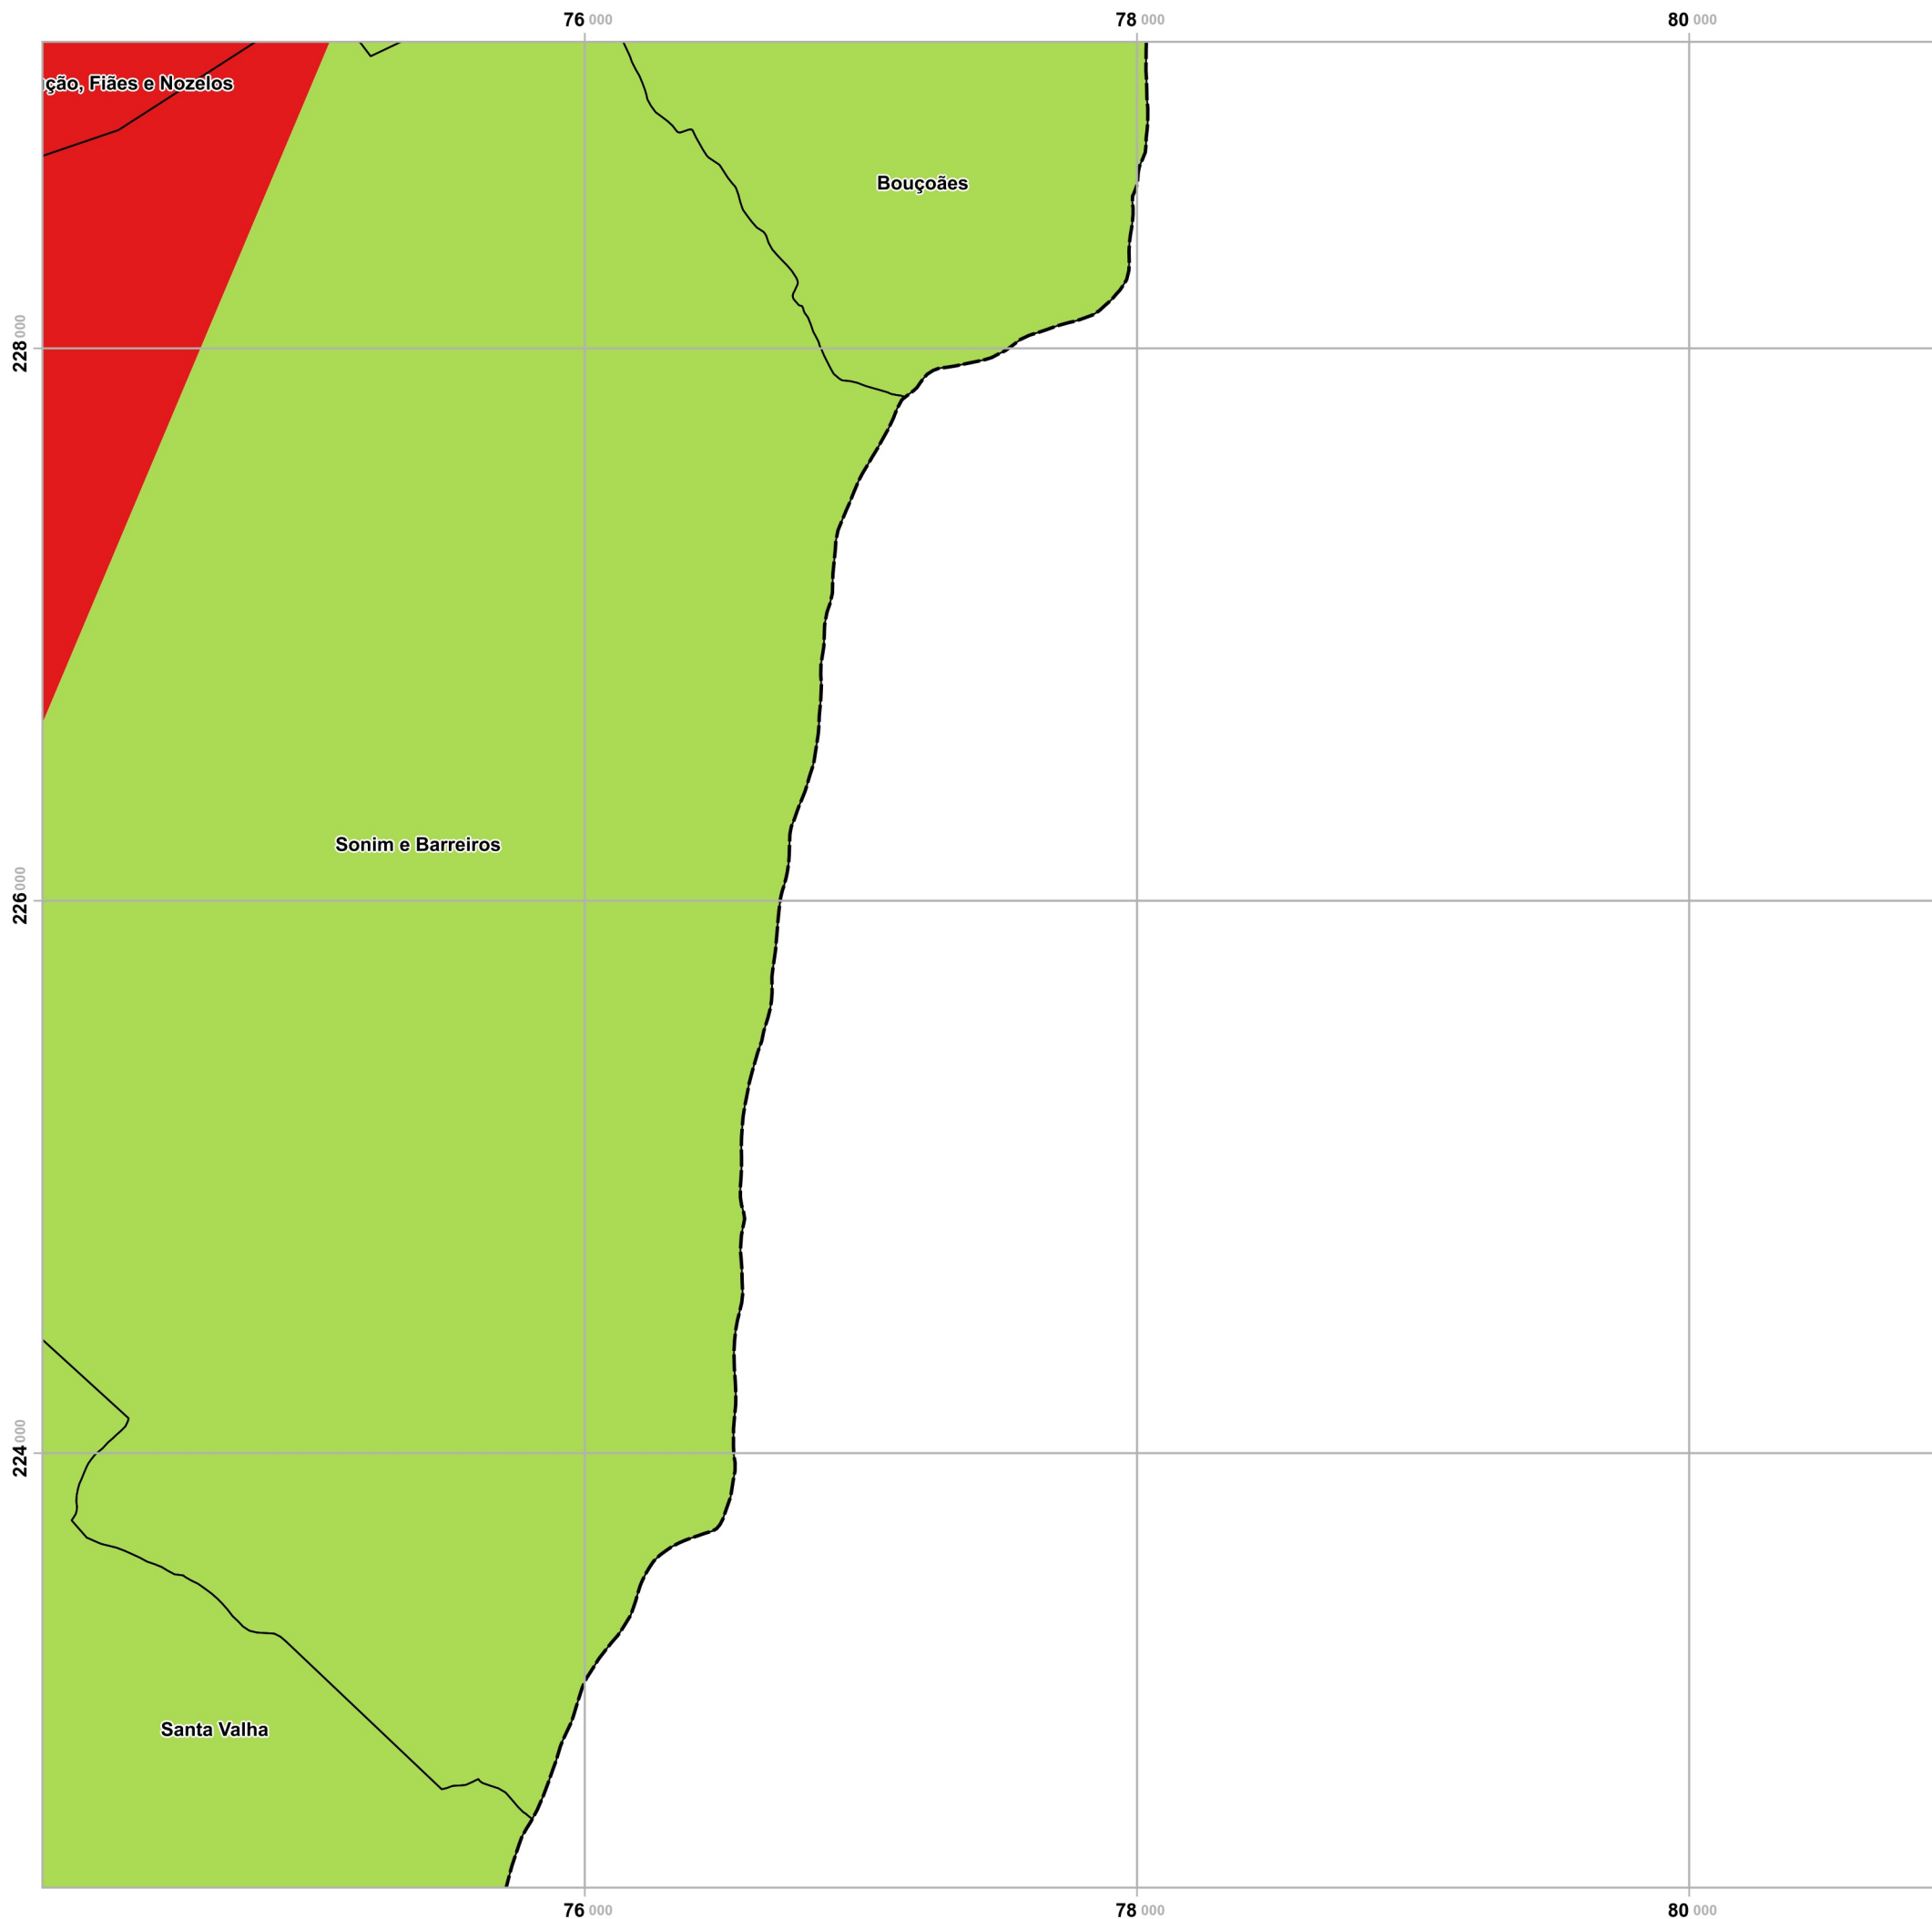 76 000 78 000 80 000
ção, Fiães e Nozelos
Bouçoães
228 000
Sonim e Barreiros
226 000
224 000
Santa Valha
76 000 78 000 80 000